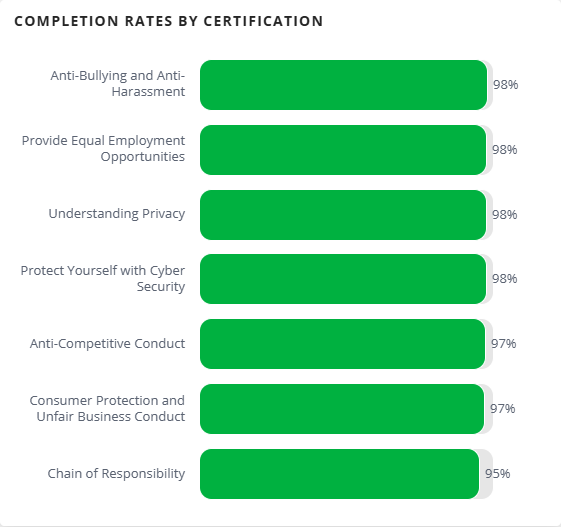 COMPLETION RATES BY CERTIFICATION
Anti-Bullying and Anti-
Harassment
98%
Provide Equal Employment
Opportunities
98%
Understanding Privacy
98%
Protect Yourself with Cyber
Security
98%
Anti-Competitive Conduct
97%
Consumer Protection and
Unfair Business Conduct
97%
Chain of Responsibility
95%